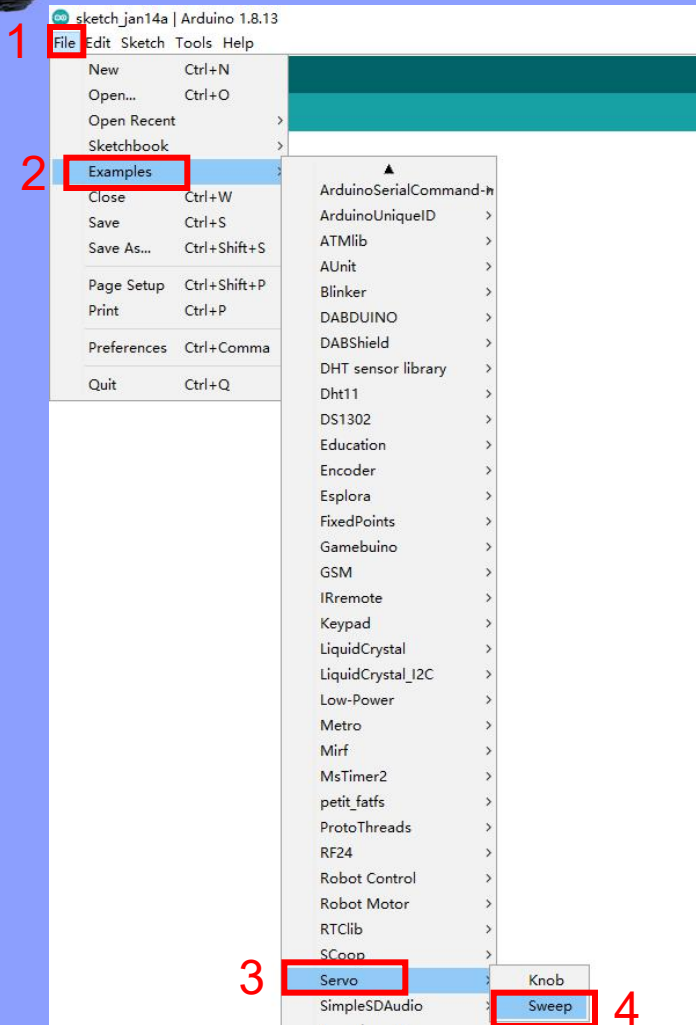 sketch_jan14a | Arduino 1.8.13
1
File Edit Sketch Tools Help
New Ctrl+N
Open... Ctrl+O
Open Recent >
Sketchbook >
2
Examples >
Close Ctrl+W
Save Ctrl+S
Save As... Ctrl+Shift+S
Page Setup Ctrl+Shift+P
Print Ctrl+P
Preferences Ctrl+Comma
Quit Ctrl+Q
▲
ArduinoSerialCommand-
ArduinoUniqueID >
ATMlib >
AUnit >
Blinker >
DABDUINO >
DABShield >
DHT sensor library >
Dht11 >
DS1302 >
Education >
Encoder >
Esplora >
FixedPoints >
Gamebuino >
GSM >
IRremote >
Keypad >
LiquidCrystal >
LiquidCrystal_I2C >
Low-Power >
Metro >
Mirf >
MsTimer2 >
petit_fatfs >
ProtoThreads >
RF24 >
Robot Control >
Robot Motor >
RTClib >
SCoop >
3
Servo >
Knob
SimpleSDAudio >
Sweep
4